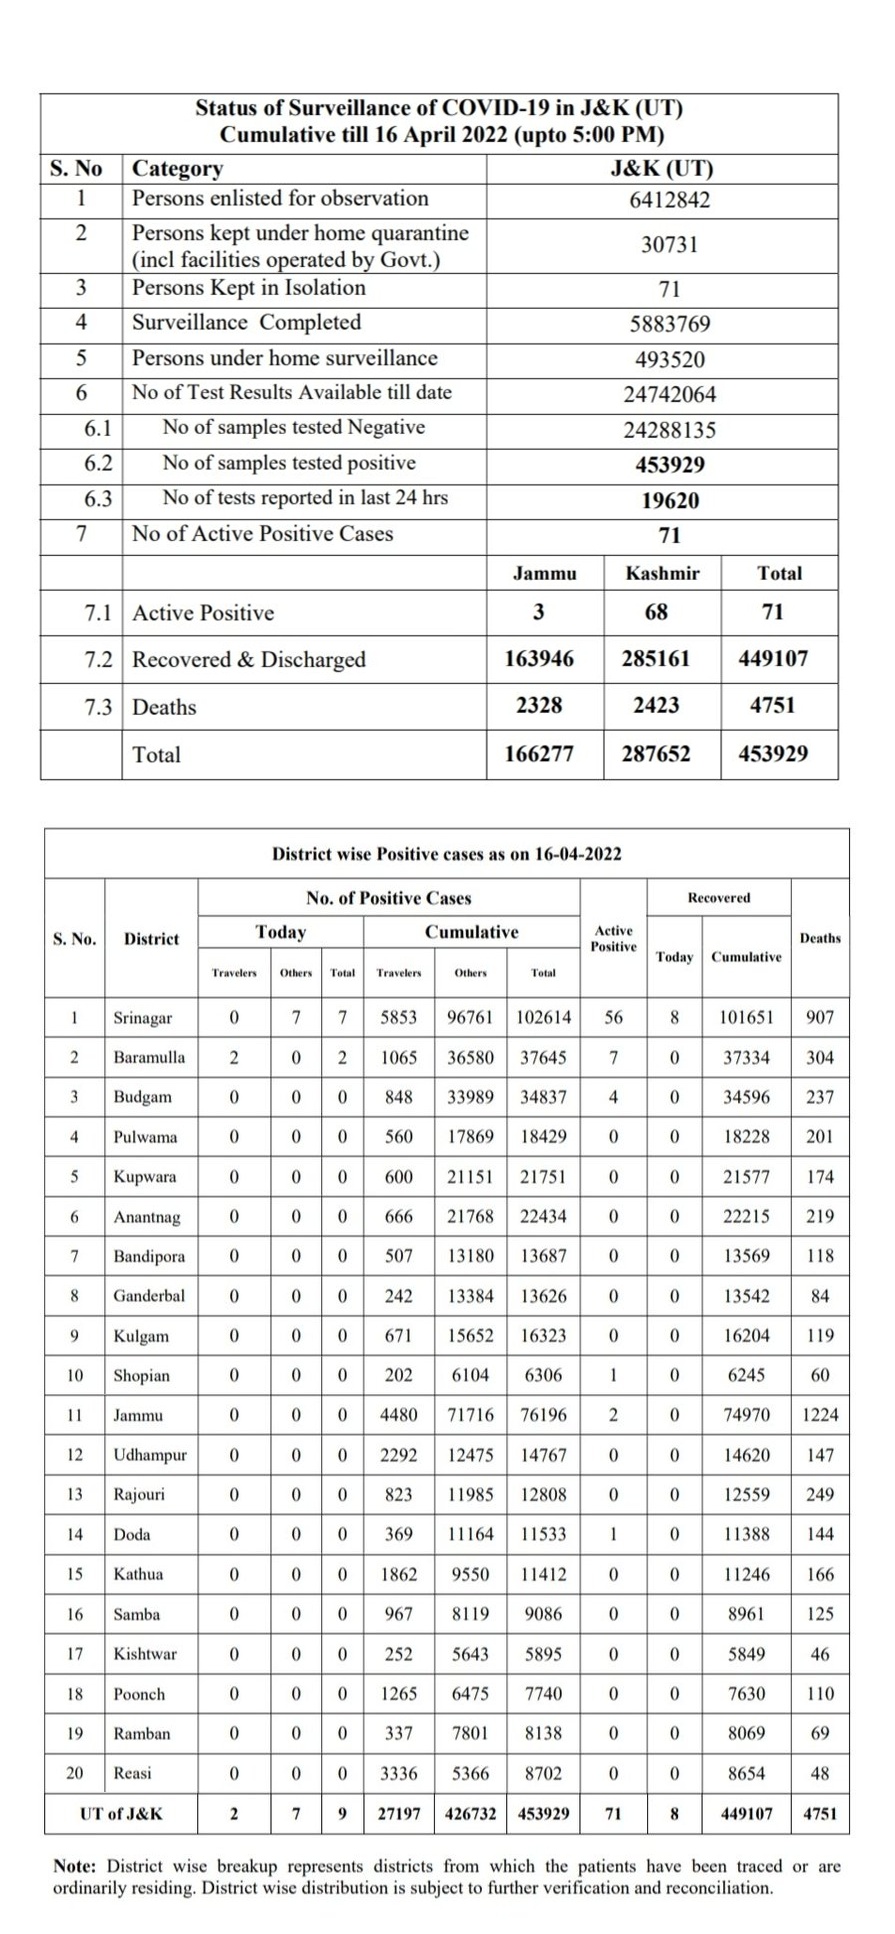 Status of Surveillance of COVID-19 in J&K (UT)
Cumulative till 16 April 2022 (upto 5:00 PM)
S. No Category J&K (UT)
1 Persons enlisted for observation 6412842
2 Persons kept under home quarantine
(incl facilities operated by Govt.) 30731
3 Persons Kept in Isolation 71
4 Surveillance Completed 5883769
5 Persons under home surveillance 493520
6 No of Test Results Available till date 24742064
6.1 No of samples tested Negative 24288135
6.2 No of samples tested positive 453929
6.3 No of tests reported in last 24 hrs 19620
7 No of Active Positive Cases 71
Jammu Kashmir Total
7.1 Active Positive 3 68 71
7.2 Recovered & Discharged 163946 285161 449107
7.3 Deaths 2328 2423 4751
Total 166277 287652 453929
District wise Positive cases as on 16-04-2022
S. No. District No. of Positive Cases Active Positive Recovered Deaths
Today Cumulative Today Cumulative
Travelers Others Total Travelers Others Total
1 Srinagar 0 7 7 5853 96761 102614 56 8 101651 907
2 Baramulla 2 0 2 1065 36580 37645 7 0 37334 304
3 Budgam 0 0 0 848 33989 34837 4 0 34596 237
4 Pulwama 0 0 0 560 17869 18429 0 0 18228 201
5 Kupwara 0 0 0 600 21151 21751 0 0 21577 174
6 Anantnag 0 0 0 666 21768 22434 0 0 22215 219
7 Bandipora 0 0 0 507 13180 13687 0 0 13569 118
8 Ganderbal 0 0 0 242 13384 13626 0 0 13542 84
9 Kulgam 0 0 0 671 15652 16323 0 0 16204 119
10 Shopian 0 0 0 202 6104 6306 1 0 6245 60
11 Jammu 0 0 0 4480 71716 76196 2 0 74970 1224
12 Udhampur 0 0 0 2292 12475 14767 0 0 14620 147
13 Rajouri 0 0 0 823 11985 12808 0 0 12559 249
14 Doda 0 0 0 369 11164 11533 1 0 11388 144
15 Kathua 0 0 0 1862 9550 11412 0 0 11246 166
16 Samba 0 0 0 967 8119 9086 0 0 8961 125
17 Kishtwar 0 0 0 252 5643 5895 0 0 5849 46
18 Poonch 0 0 0 1265 6475 7740 0 0 7630 110
19 Ramban 0 0 0 337 7801 8138 0 0 8069 69
20 Reasi 0 0 0 3336 5366 8702 0 0 8654 48
UT of J&K 2 7 9 27197 426732 453929 71 8 449107 4751
Note: District wise breakup represents districts from which the patients have been traced or are
ordinarily residing. District wise distribution is subject to further verification and reconciliation.